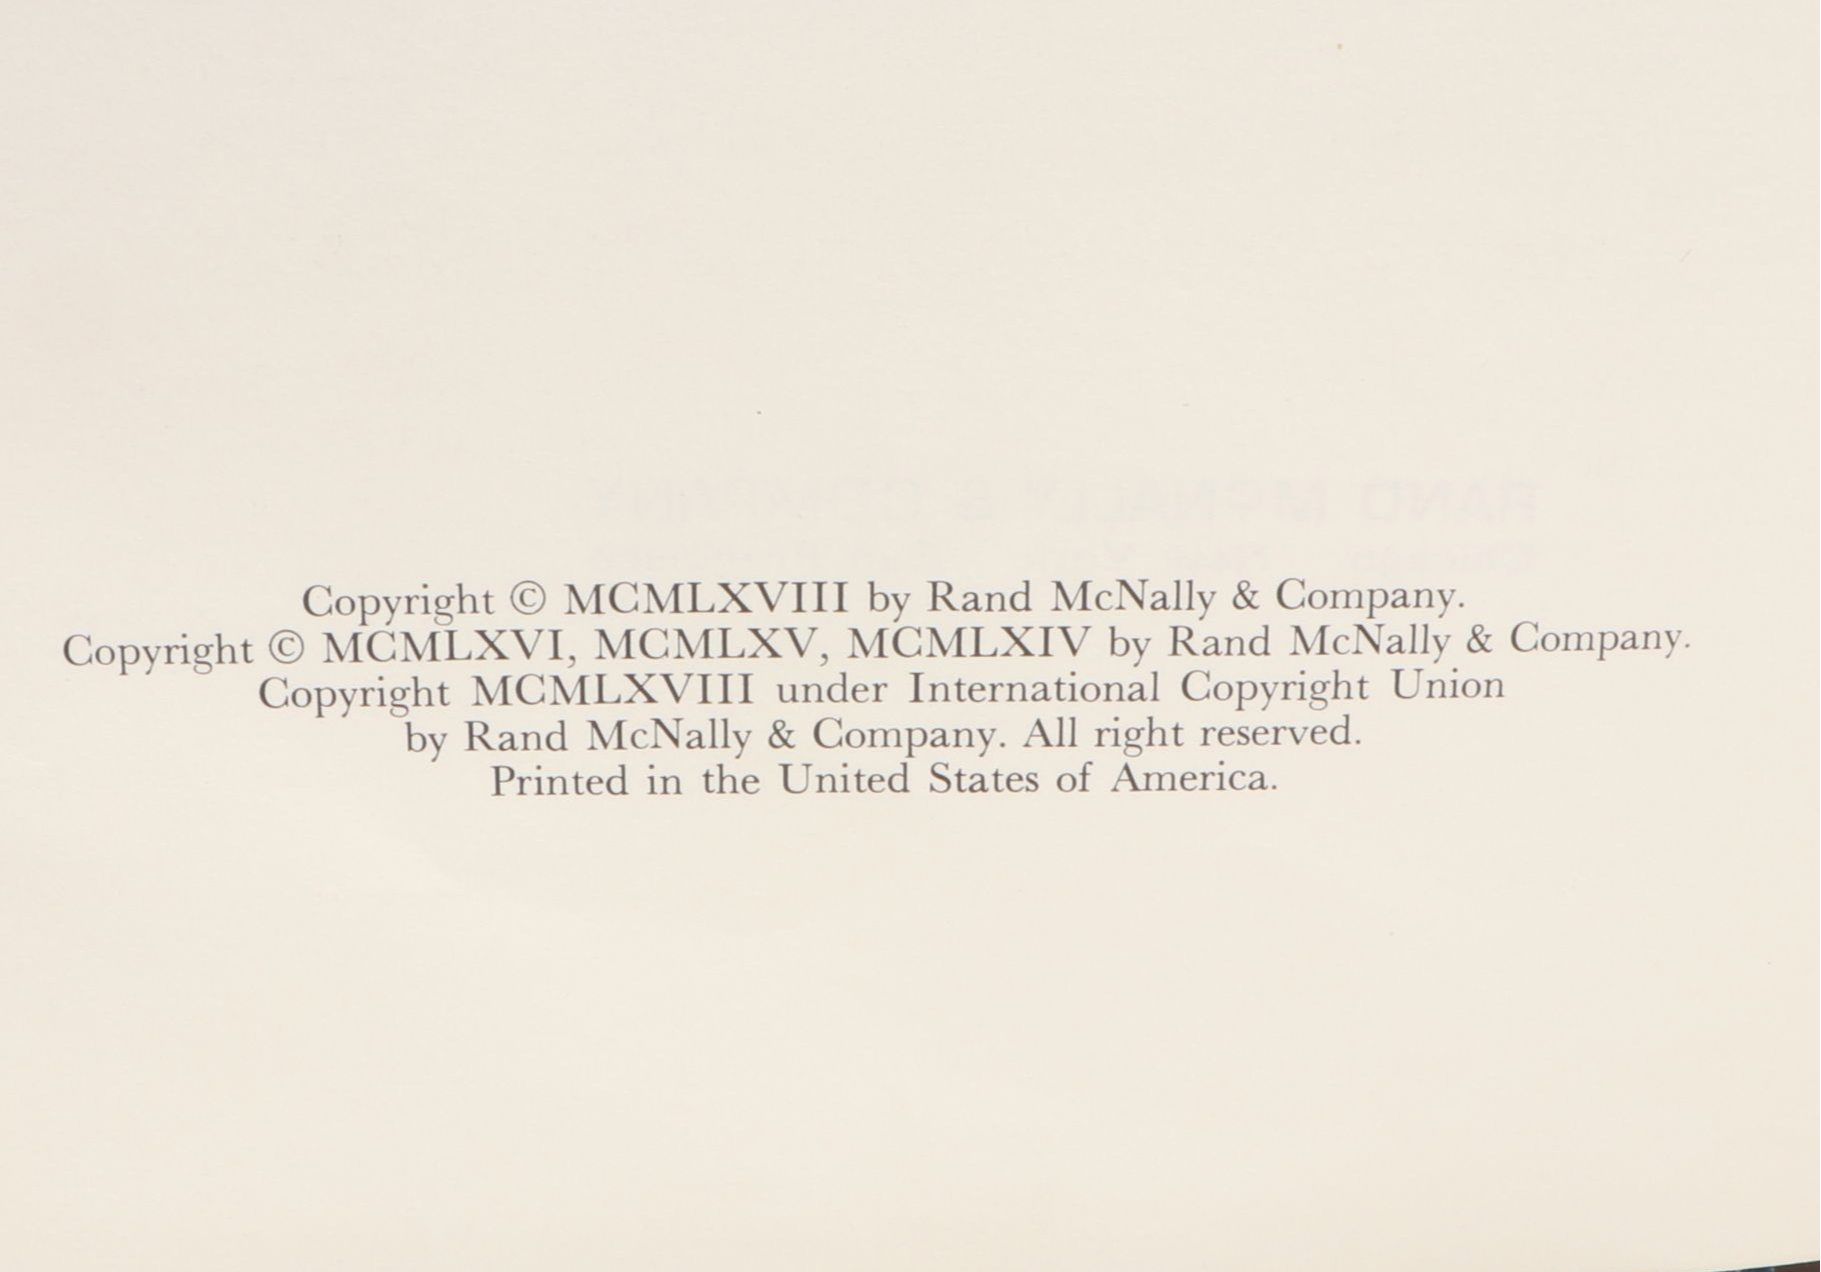 Copyright © MCMLXVIII by Rand McNally & Company.
Copyright © MCMLXVI, MCMLXV, MCMLXIV by Rand McNally & Company.
Copyright MCMLXVIII under International Copyright Union
by Rand McNally & Company. All right reserved.
Printed in the United States of America.